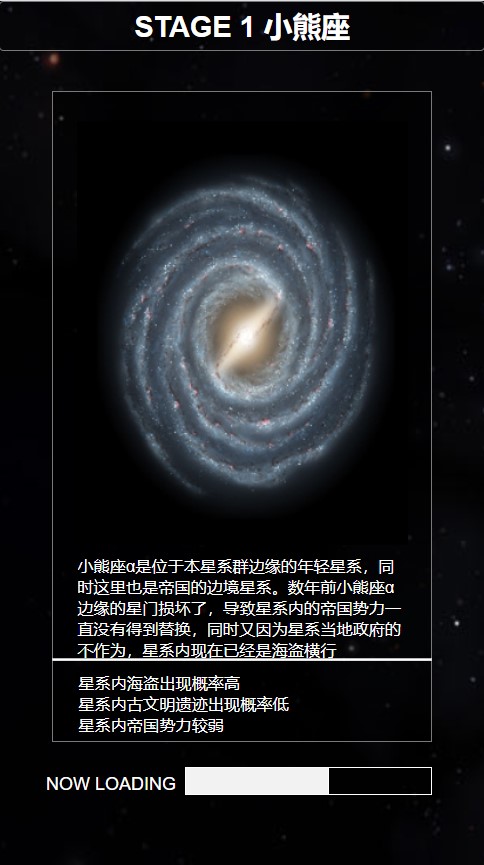 STAGE 1 小熊座
小熊座α是位于本星系群边缘的年轻星系，同
时这里也是帝国的边境星系。数年前小熊座α
边缘的星门损坏了，导致星系内的帝国势力一
直没有得到替换，同时又因为星系当地政府的
不作为，星系内现在已经是海盗横行
星系内海盗出现概率高
星系内古文明遗迹出现概率低
星系内帝国势力较弱
NOW LOADING